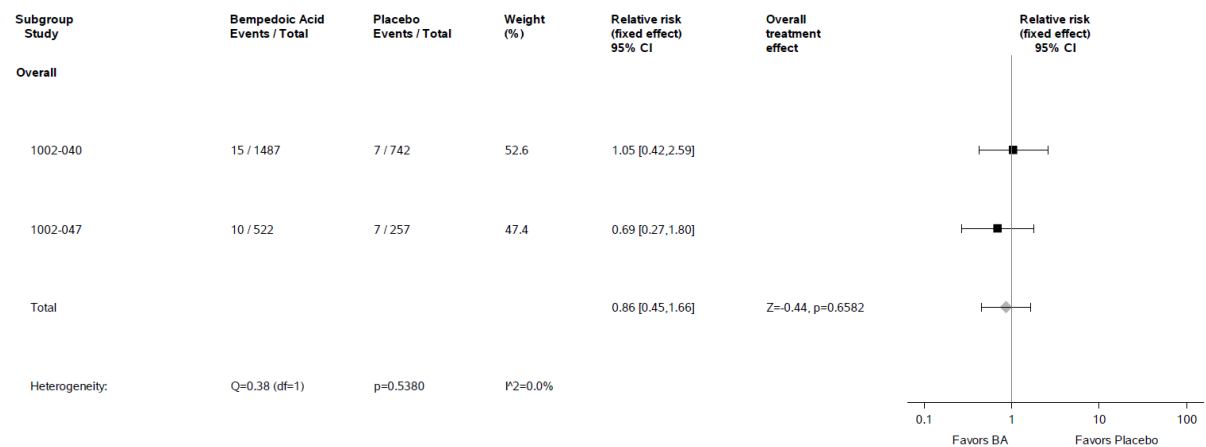 Subgroup Bempedoic Acid Placebo Weight Relative risk Overall Relative risk
Study Events / Total Events / Total (%) (fixed effect) treatment (fixed effect)
95% CI effect 95% CI
Overall
1002-040 15 / 1487 7 / 742 52.6 1.05 [0.42,2.59]
1002-047 10 / 522 7 / 257 47.4 0.69 [0.27,1.80]
Total 0.86 [0.45,1.66] Z=-0.44, p=0.6582
Heterogeneity: Q=0.38 (df=1) p=0.5380 I^2=0.0%
0.1 1 10 100
Favors BA Favors Placebo